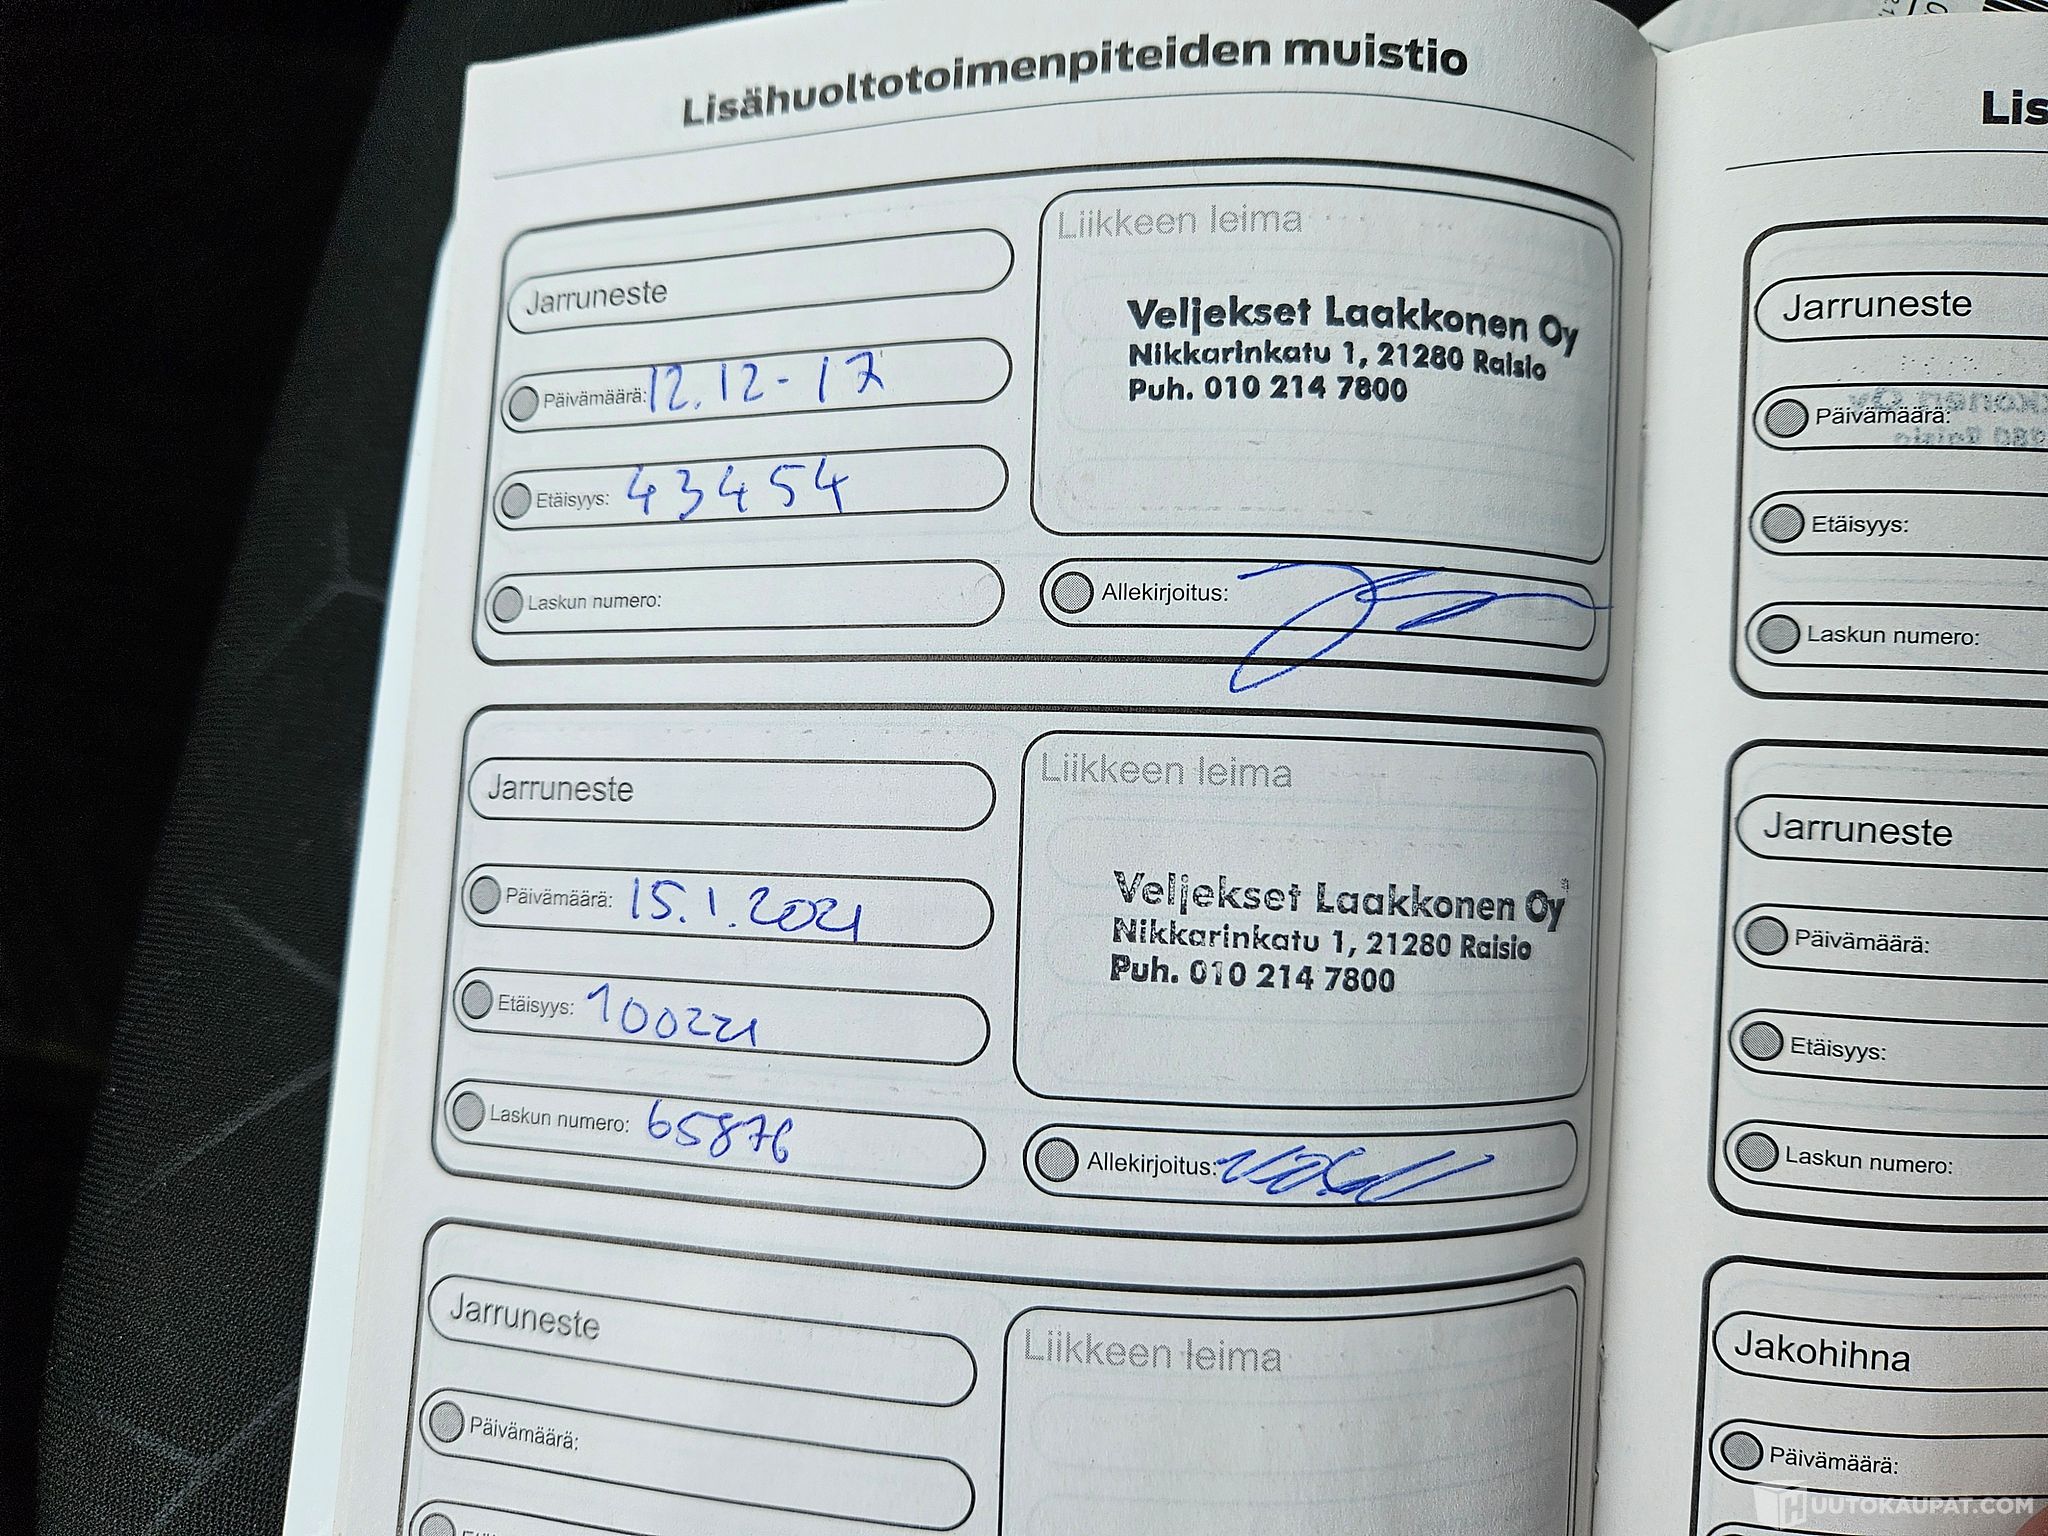 Lisähuoltotoimenpiteiden muistio
Jarruneste
Päivämäärä: 12.12-17
Etäisyys: 43454
Laskun numero:
Liikkeen leima
Veljekset Laakkonen Oy
Nikkarinkatu 1, 21280 Raisio
Puh. 010 214 7800
Allekirjoitus:
Jarruneste
Päivämäärä: 15.1.2021
Etäisyys: 100221
Laskun numero: 65876
Liikkeen leima
Veljekset Laakkonen Oy
Nikkarinkatu 1, 21280 Raisio
Puh. 010 214 7800
Allekirjoitus:
Jarruneste
Päivämäärä:
Liikkeen leima
Lis
Jarruneste
Päivämäärä:
Etäisyys:
Laskun numero:
Jarruneste
Päivämäärä:
Etäisyys:
Laskun numero:
Jakohihna
Päivämäärä:
HUUTOKAUPAT.COM